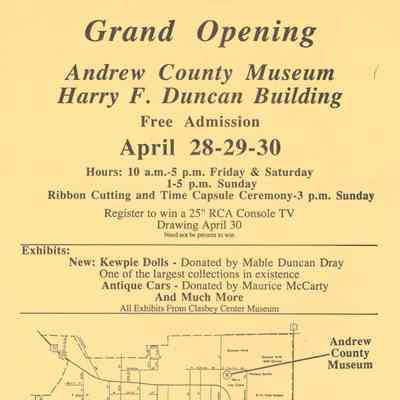 Grand Opening
Andrew County Museum
Harry F. Duncan Building
Free Admission
April 28-29-30
Hours: 10 a.m.-5 p.m. Friday & Saturday
1-5 p.m. Sunday
Ribbon Cutting and Time Capsule Ceremony-3 p.m. Sunday
Register to win a 25" RCA Console TV
Drawing April 30
Need not be present to win
Exhibits:
New: Kewpie Dolls - Donated by Mable Duncan Dray
One of the largest collections in existence
Antique Cars - Donated by Maurice McCarty
And Much More
All Exhibits From Clasbey Center Museum
Andrew
County
Museum